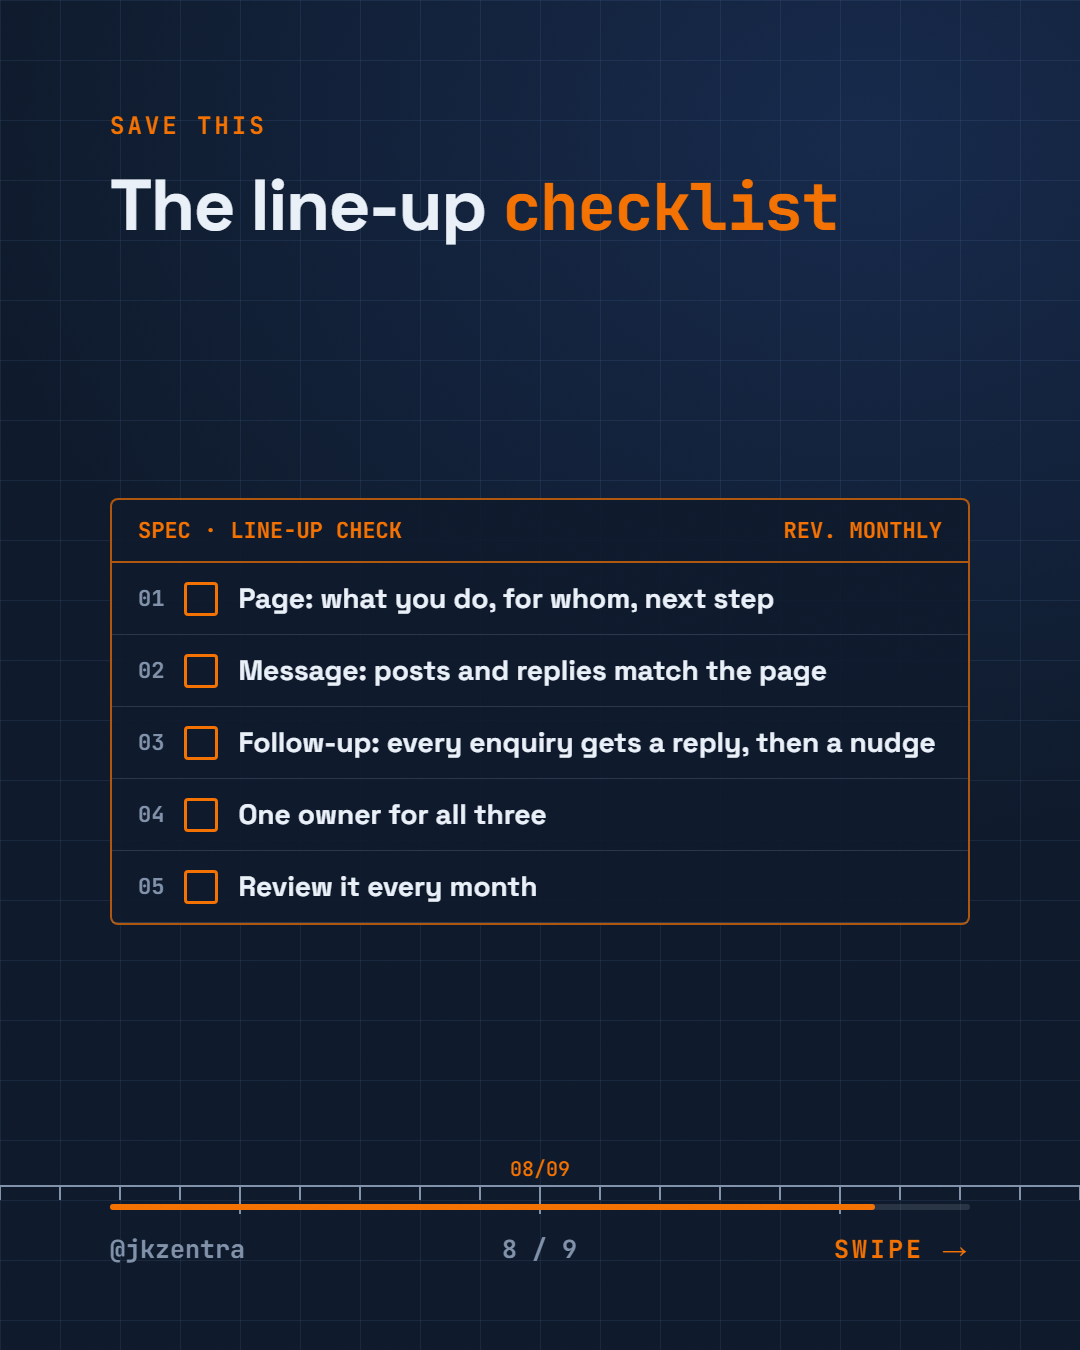 SAVE THIS
The line-up checklist
SPEC · LINE-UP CHECK
REV. MONTHLY
01 Page: what you do, for whom, next step
02 Message: posts and replies match the page
03 Follow-up: every enquiry gets a reply, then a nudge
04 One owner for all three
05 Review it every month
08/09
@jkzentra
8 / 9
SWIPE →